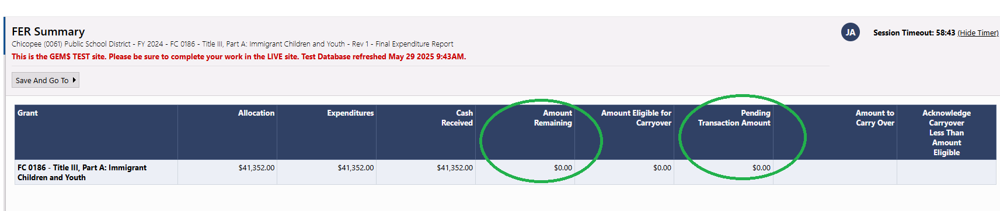 FER Summary
Chicopee (0061) Public School District - FY 2024 - FC 0186 - Title III, Part A: Immigrant Children and Youth - Rev 1 - Final Expenditure Report
This is the GEM$ TEST site. Please be sure to complete your work in the LIVE site. Test Database refreshed May 29 2025 9:43AM.
JA
Session Timeout: 58:43 (Hide Timer)
Save And Go To
Grant
Allocation
Expenditures
Cash
Received
Amount
Remaining
Amount Eligible for
Carryover
Pending
Transaction Amount
Amount to
Carry Over
Acknowledge
Carryover
Less Than
Amount
Eligible
FC 0186 - Title III, Part A: Immigrant
Children and Youth
$41,352.00
$41,352.00
$41,352.00
$0.00
$0.00
$0.00